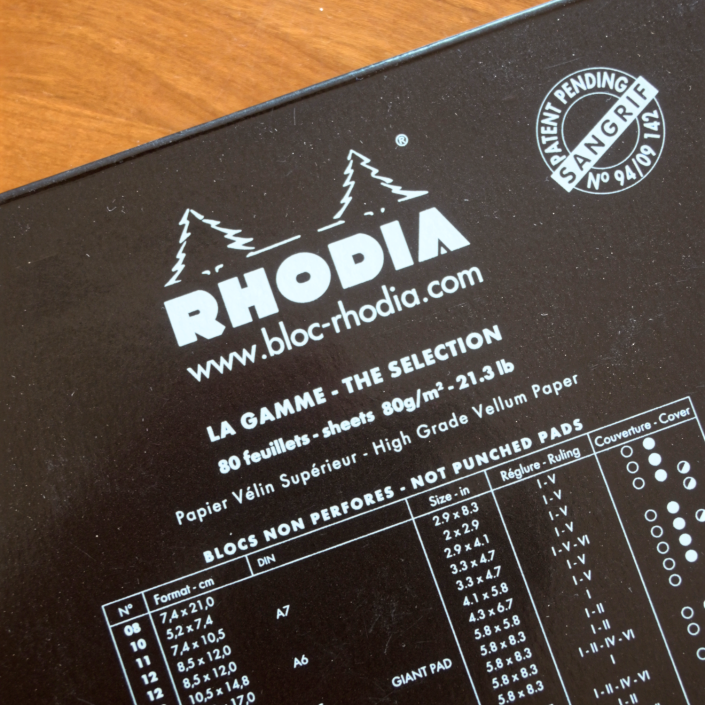 PATENT PENDING
SANGRIF
Nº 94/09 142
®
RHODIA
www.bloc-rhodia.com
LA GAMME - THE SELECTION
80 feuillets - sheets 80g/m² - 21.3 lb
Papier Vélin Supérieur - High Grade Vellum Paper
BLOCS NON PERFORES - NOT PUNCHED PADS
Nº Format - cm DIN Size - in Réglure - Ruling Couverture - Cover
08 7,4 x 21,0 2.9 x 8.3 I - V
10 5,2 x 7,4 2 x 2.9 I - V
11 7,4 x 10,5 A7 2.9 x 4.1 I - V
12 8,5 x 12,0 3.3 x 4.7 I - V - VI
12 8,5 x 12,0 3.3 x 4.7 I - V
10,5 x 14,8 A6 4.1 x 5.8 I - V
17,0 4.3 x 6.7 I
5.8 x 5.8 I - II
GIANT PAD 5.8 x 8.3 I - II
5.8 x 8.3 I - II - IV - VI
5.8 x 8.3 I
5.8 x 8.3 I - II - IV - VI
I - II